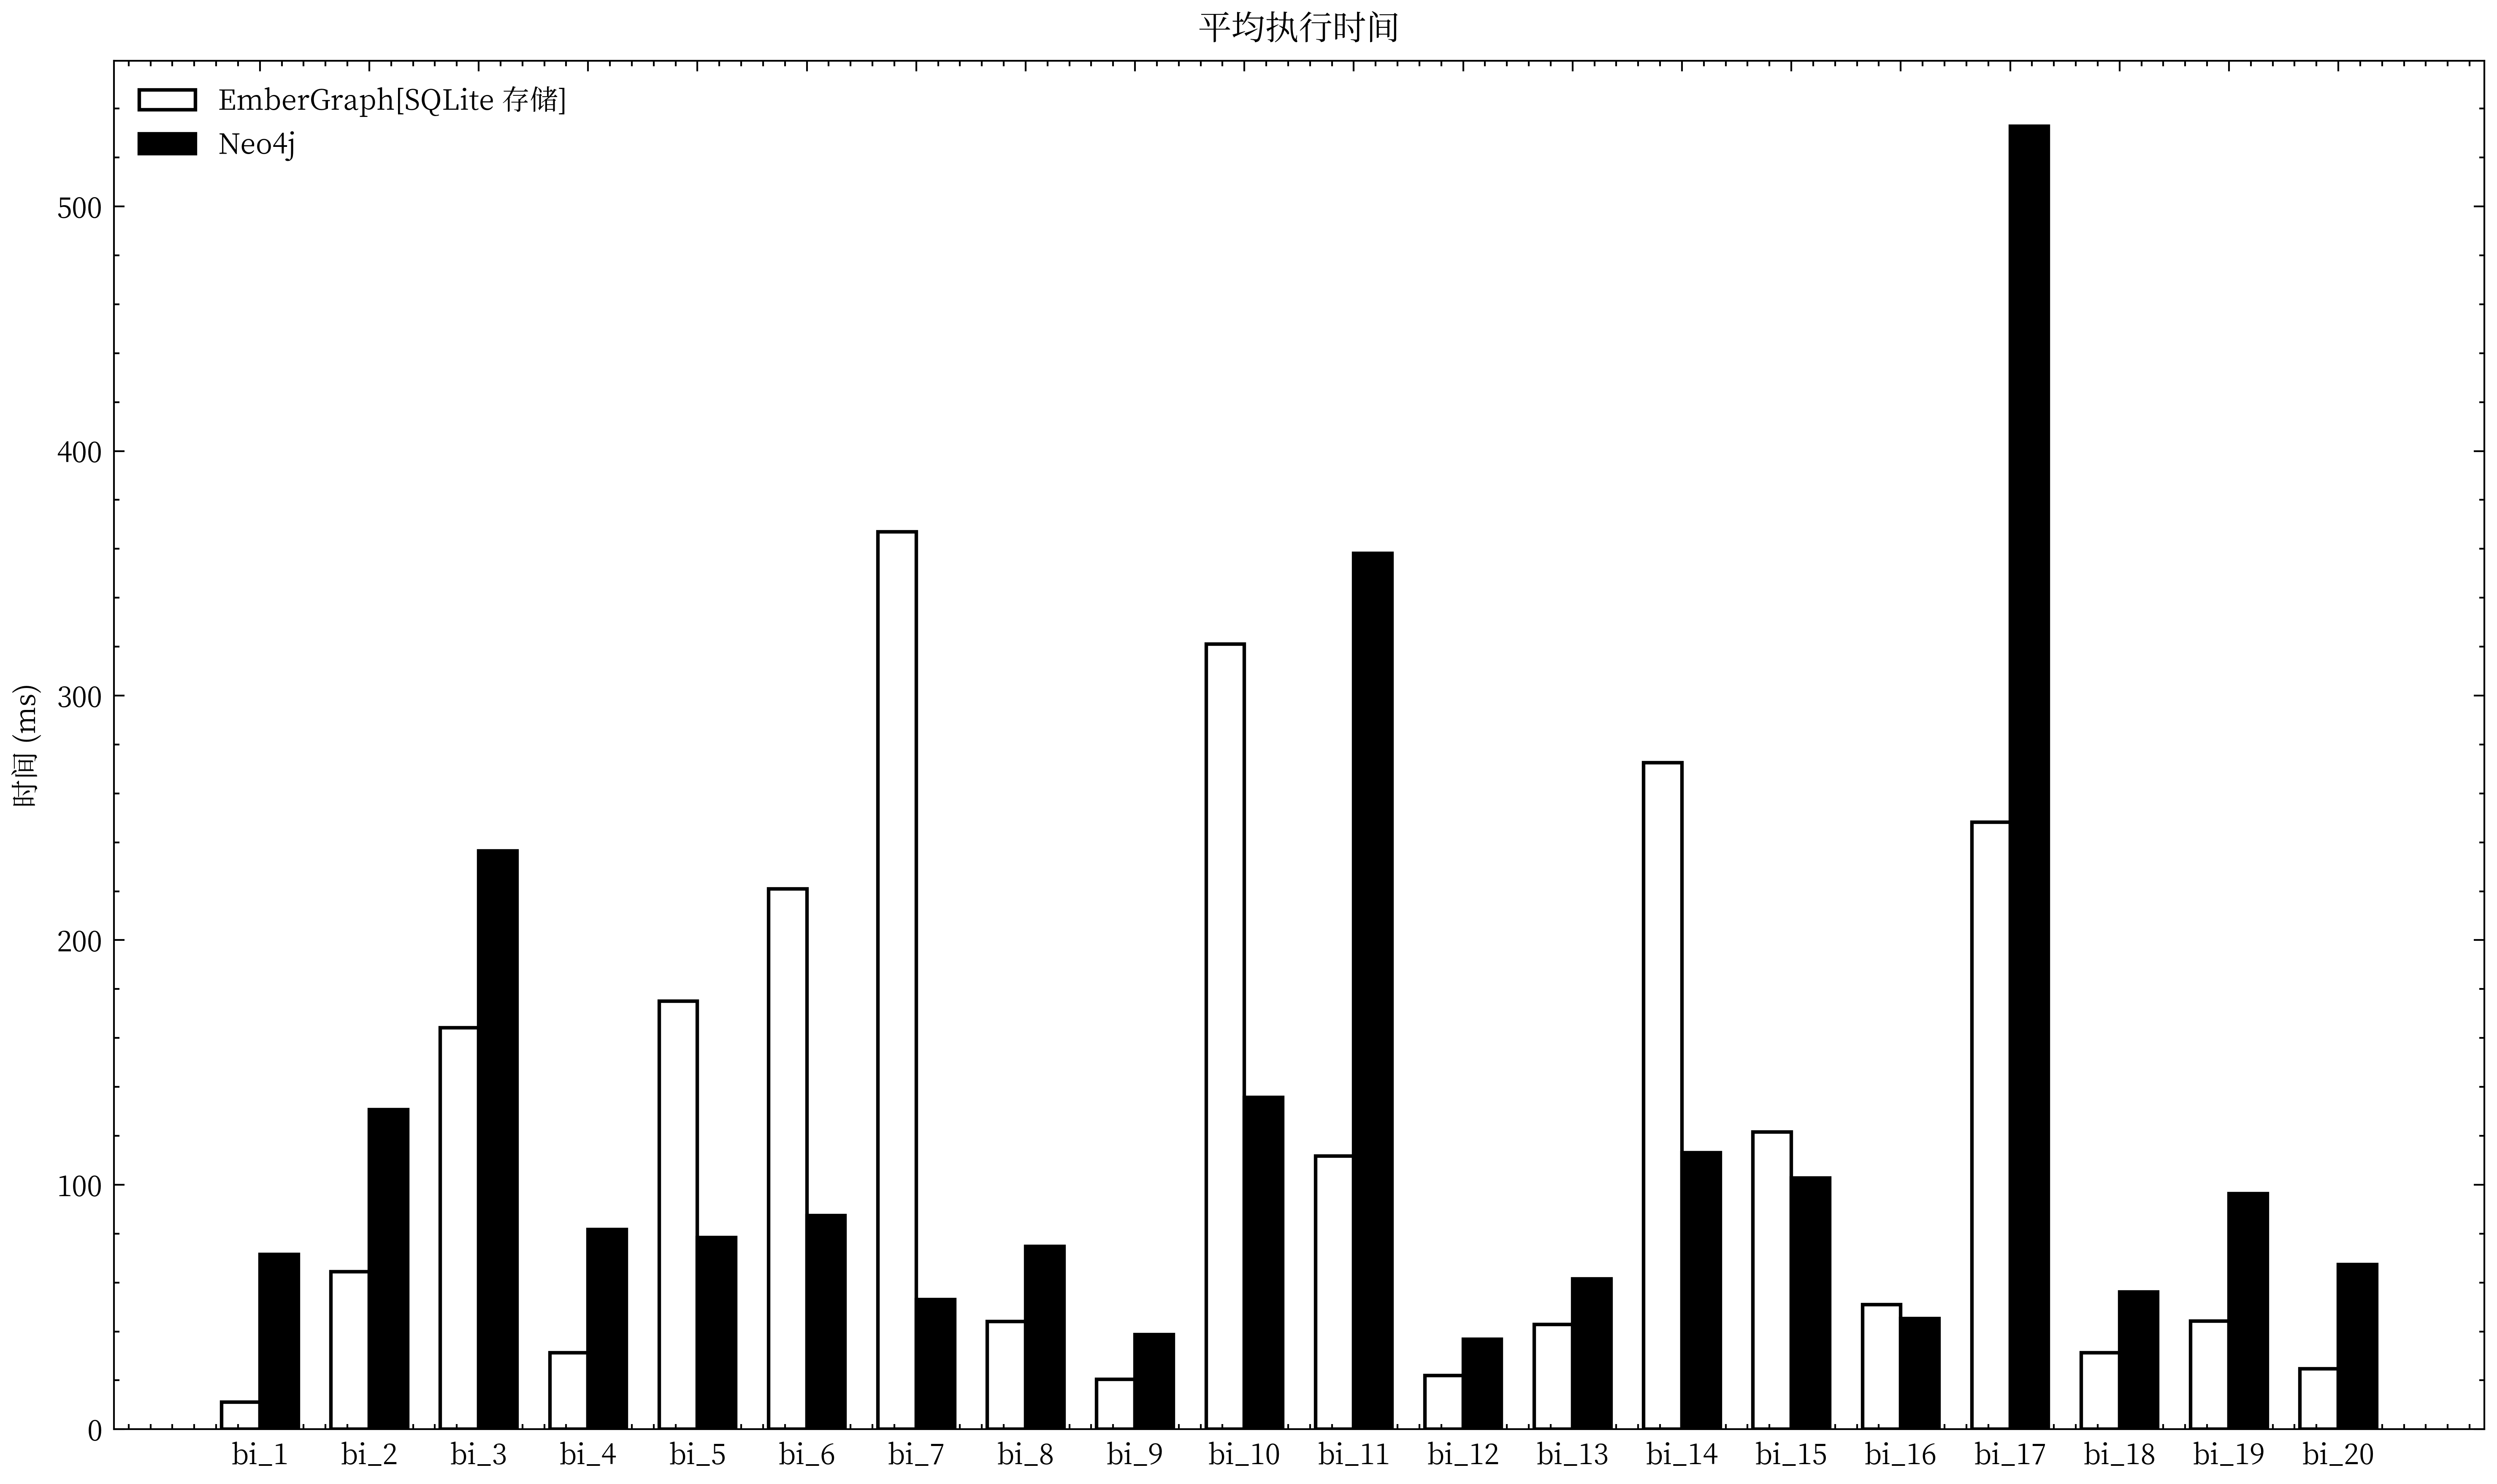 平均执行时间
EmberGraph[SQLite 存储]
Neo4j
时间 (ms)
500
400
300
200
100
0
bi_1 bi_2 bi_3 bi_4 bi_5 bi_6 bi_7 bi_8 bi_9 bi_10 bi_11 bi_12 bi_13 bi_14 bi_15 bi_16 bi_17 bi_18 bi_19 bi_20